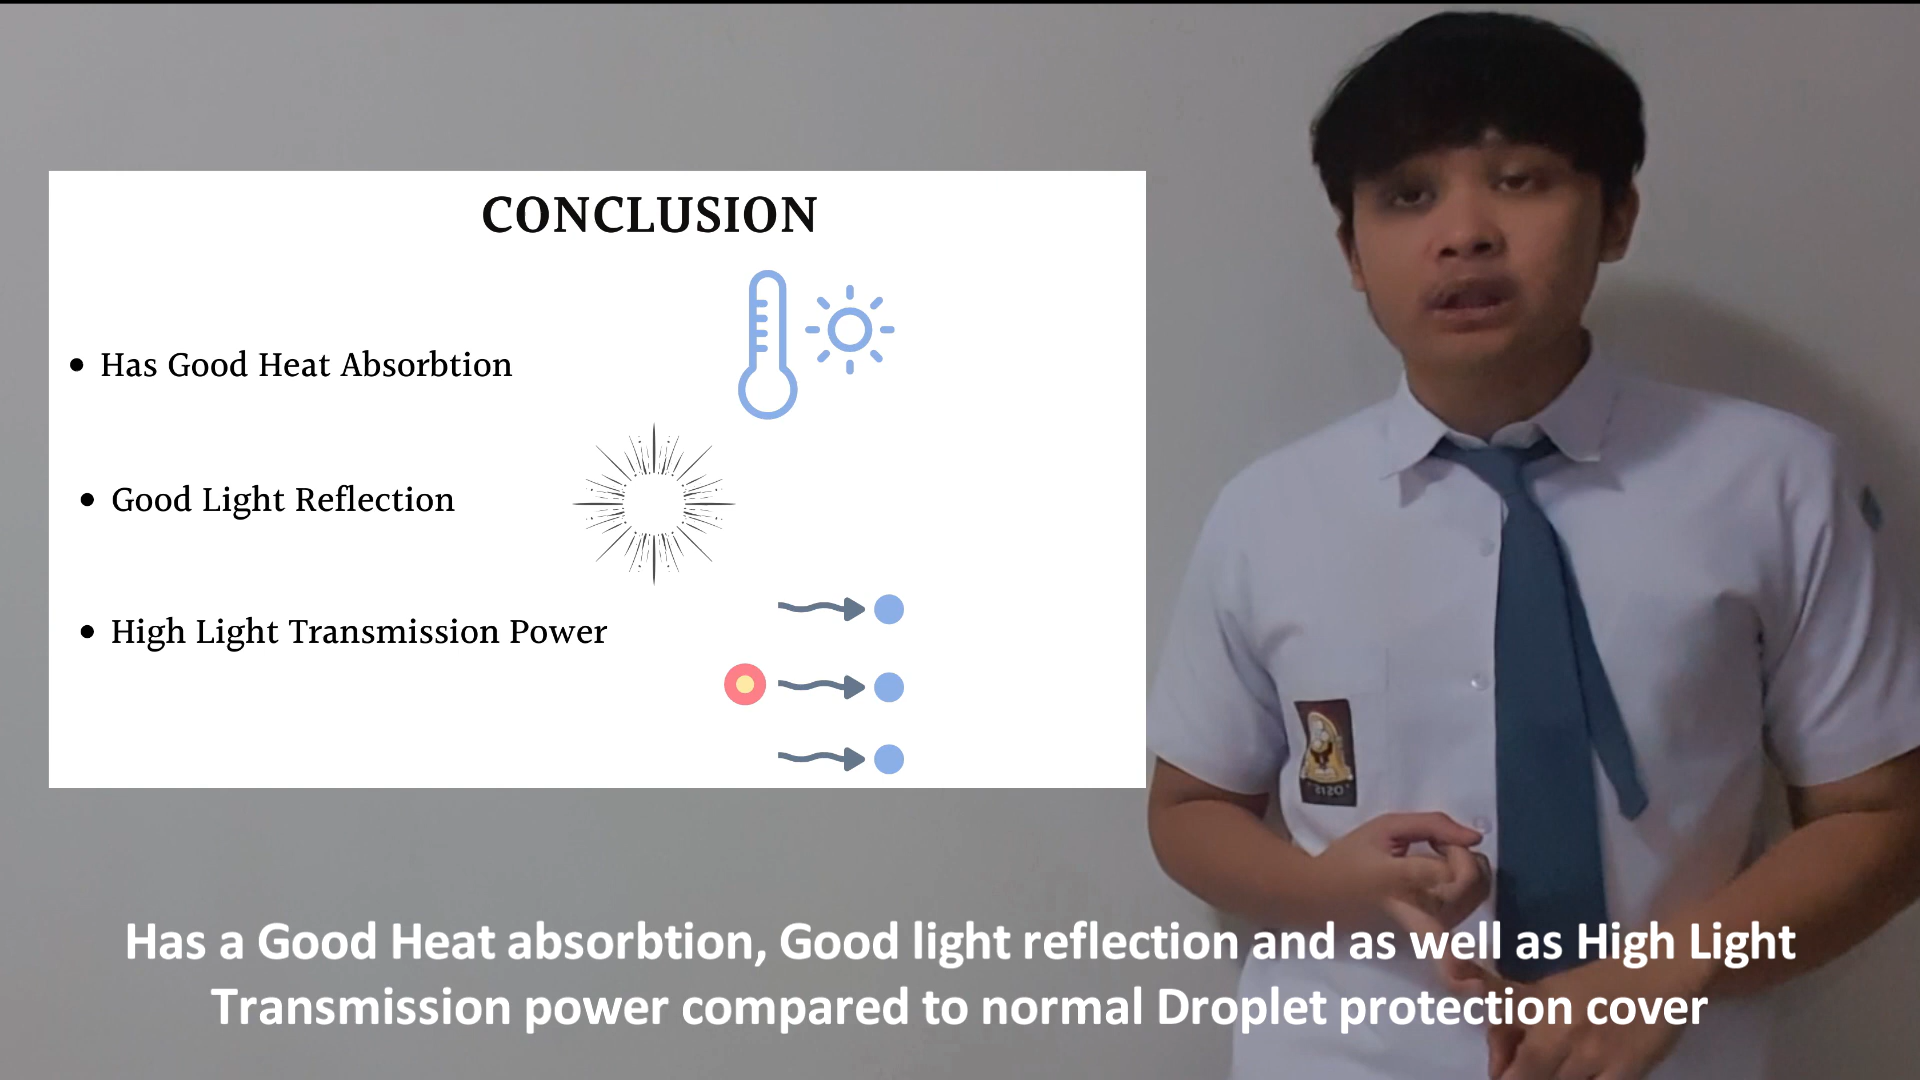 CONCLUSION
• Has Good Heat Absorbtion
• Good Light Reflection
• High Light Transmission Power
OSIS
Has a Good Heat absorbtion, Good light reflection and as well as High Light
Transmission power compared to normal Droplet protection cover